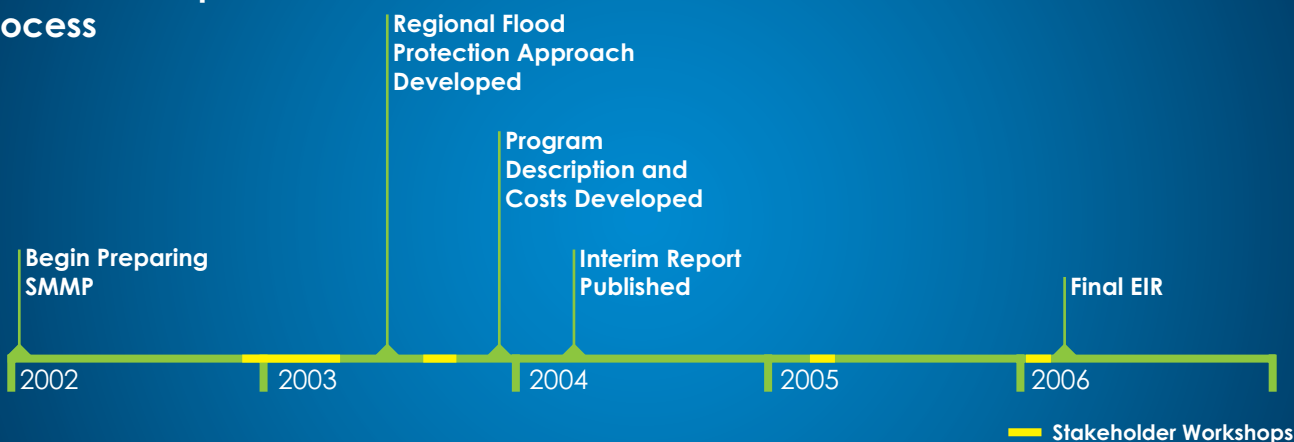 ocess
Regional Flood
Protection Approach
Developed
Program
Description and
Costs Developed
Begin Preparing
SMMP
Interim Report
Published
Final EIR
2002
2003
2004
2005
2006
Stakeholder Workshops